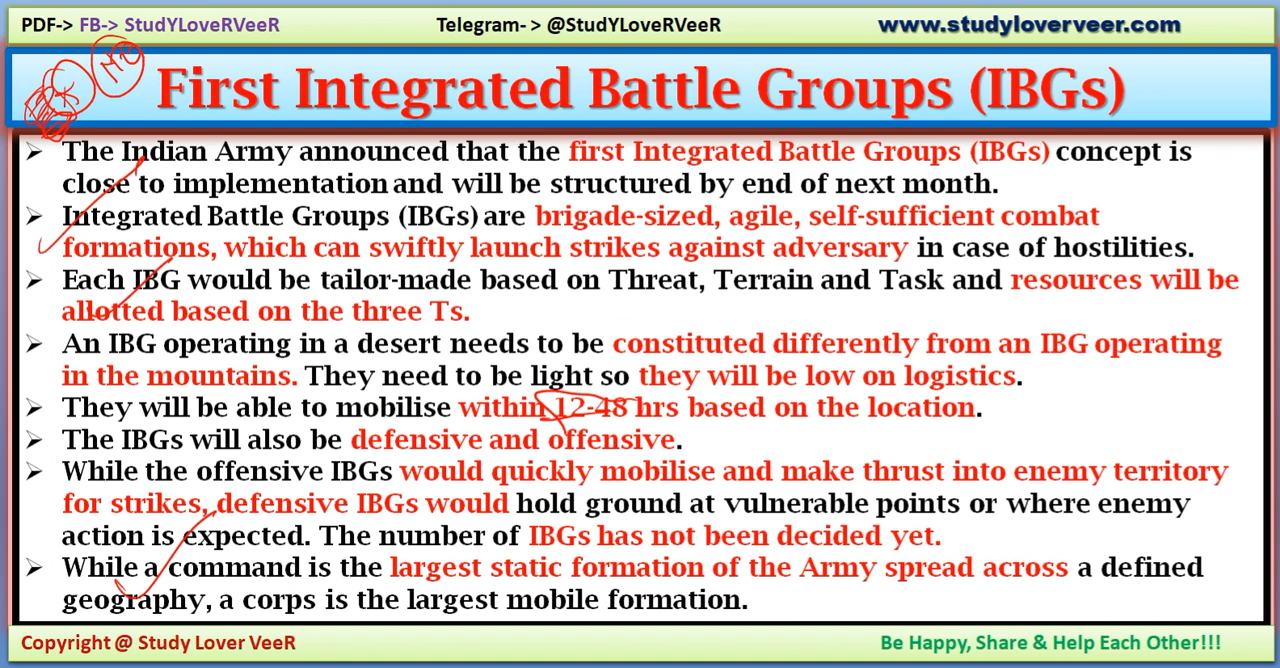 PDF-> FB-> StudYLoveRVeeR Telegram- > @StudYLoveRVeeR www.studyloverveer.com
First Integrated Battle Groups (IBGs)
➢ The Indian Army announced that the first Integrated Battle Groups (IBGs) concept is
close to implementation and will be structured by end of next month.
➢ Integrated Battle Groups (IBGs) are brigade-sized, agile, self-sufficient combat
formations, which can swiftly launch strikes against adversary in case of hostilities.
➢ Each IBG would be tailor-made based on Threat, Terrain and Task and resources will be
allotted based on the three Ts.
➢ An IBG operating in a desert needs to be constituted differently from an IBG operating
in the mountains. They need to be light so they will be low on logistics.
➢ They will be able to mobilise within 12-48 hrs based on the location.
➢ The IBGs will also be defensive and offensive.
➢ While the offensive IBGs would quickly mobilise and make thrust into enemy territory
for strikes, defensive IBGs would hold ground at vulnerable points or where enemy
action is expected. The number of IBGs has not been decided yet.
➢ While a command is the largest static formation of the Army spread across a defined
geography, a corps is the largest mobile formation.
Copyright @ Study Lover VeeR Be Happy, Share & Help Each Other!!!